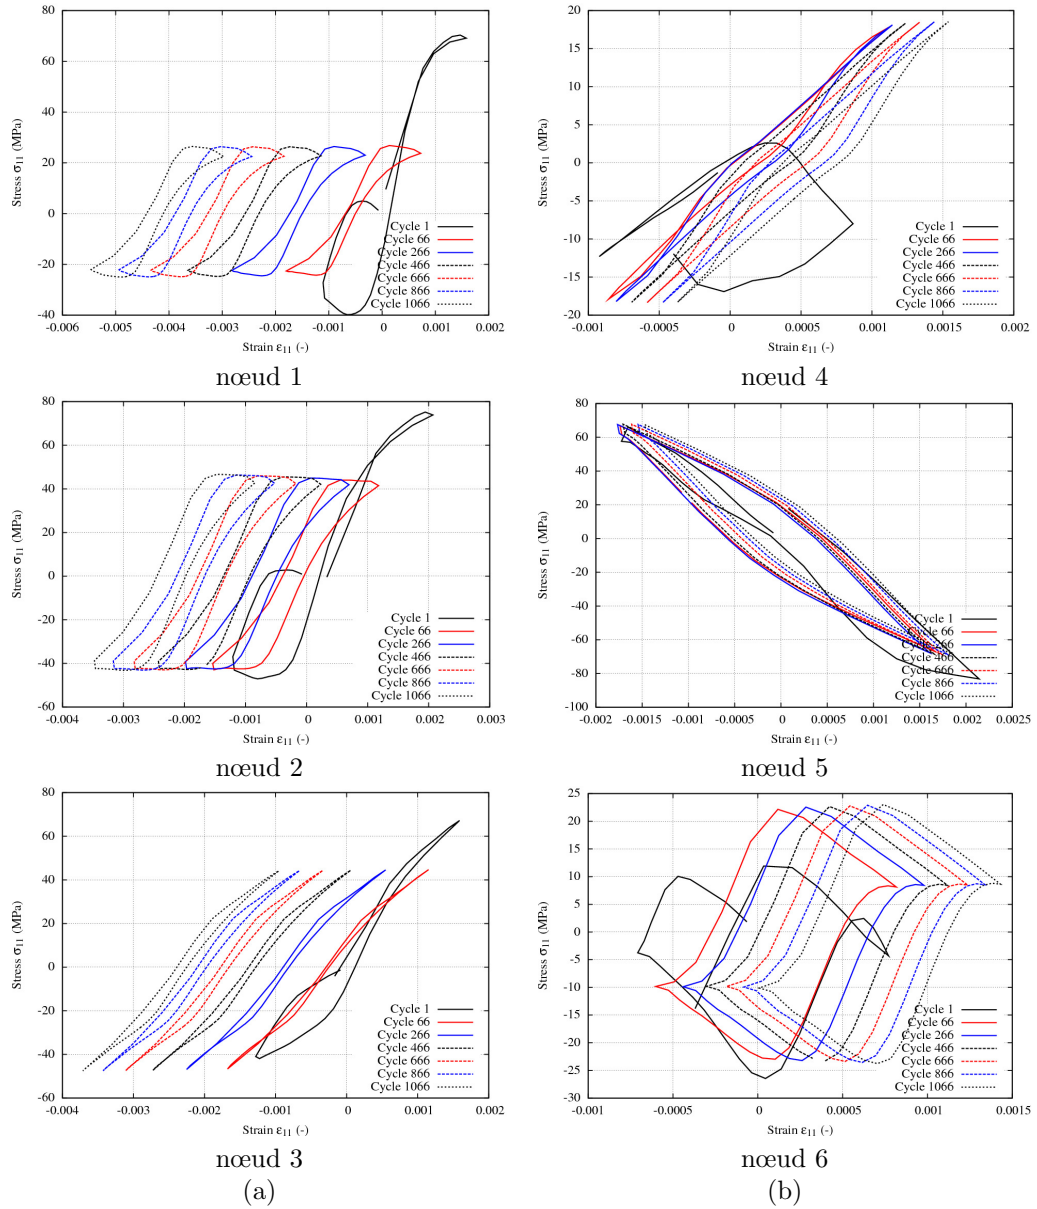 20
15
10
5
0
-5
-10
-15
-20
-0.001
-0.0005
0
0.0005
0.001
0.0015
0.002
Stress σ11 (MPa)
Strain ε11 (-)
Cycle 1
Cycle 66
Cycle 266
Cycle 466
Cycle 666
Cycle 866
Cycle 1066
nœud 4
80
60
40
20
0
-20
-40
-0.006
-0.005
-0.004
-0.003
-0.002
-0.001
0
0.001
0.002
Stress σ11 (MPa)
Strain ε11 (-)
Cycle 1
Cycle 66
Cycle 266
Cycle 466
Cycle 666
Cycle 866
Cycle 1066
nœud 1
80
60
40
20
0
-20
-40
-60
-0.004
-0.003
-0.002
-0.001
0
0.001
0.002
0.003
Stress σ11 (MPa)
Strain ε11 (-)
Cycle 1
Cycle 66
Cycle 266
Cycle 466
Cycle 666
Cycle 866
Cycle 1066
nœud 2
80
60
40
20
0
-20
-40
-60
-80
-100
-0.002
-0.0015
-0.001
-0.0005
0
0.0005
0.001
0.0015
0.002
0.0025
Stress σ11 (MPa)
Strain ε11 (-)
Cycle 1
Cycle 66
Cycle 266
Cycle 466
Cycle 666
Cycle 866
Cycle 1066
nœud 5
80
60
40
20
0
-20
-40
-60
-0.004
-0.003
-0.002
-0.001
0
0.001
0.002
Stress σ11 (MPa)
Strain ε11 (-)
Cycle 1
Cycle 66
Cycle 266
Cycle 466
Cycle 666
Cycle 866
Cycle 1066
nœud 3
25
20
15
10
5
0
-5
-10
-15
-20
-25
-30
-0.001
-0.0005
0
0.0005
0.001
0.0015
Stress σ11 (MPa)
Strain ε11 (-)
Cycle 1
Cycle 66
Cycle 266
Cycle 466
Cycle 666
Cycle 866
Cycle 1066
nœud 6
(a)
(b)